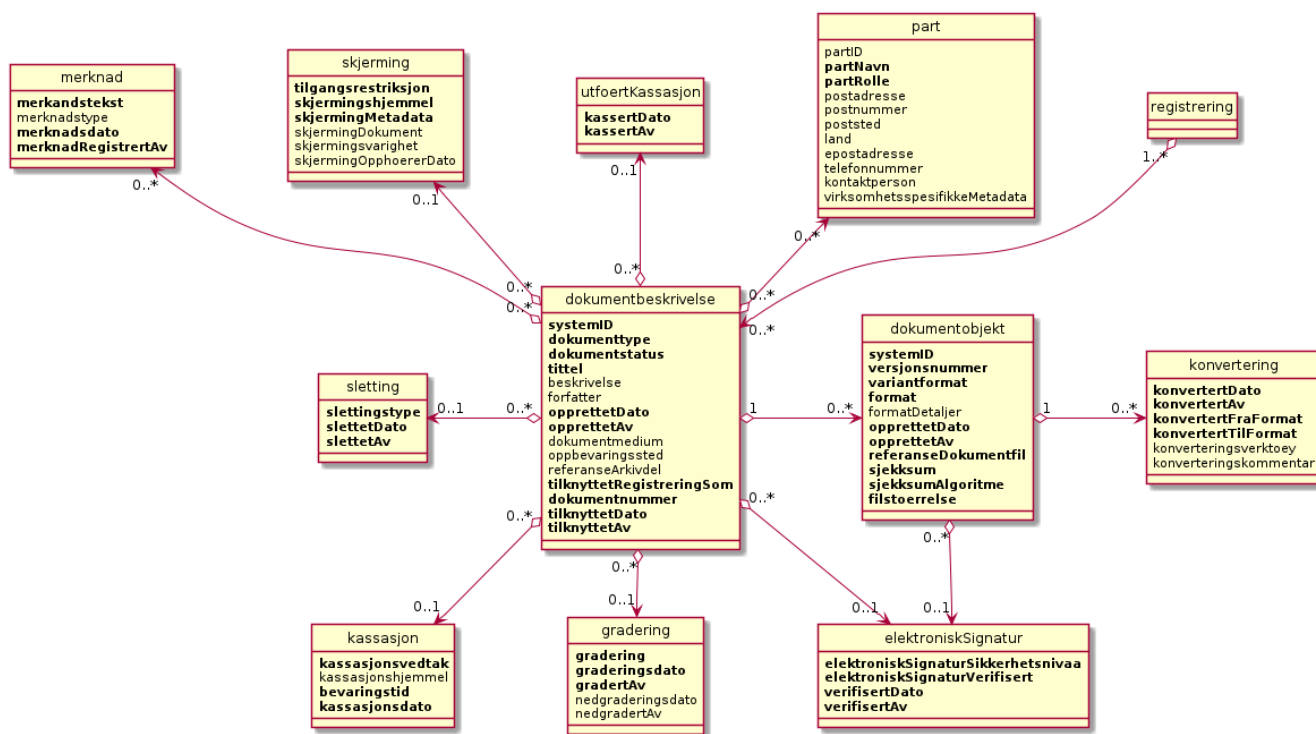 part
partID
partNavn
partRolle
postadresse
postnummer
poststed
land
epostadresse
telefonnummer
kontaktperson
virksomhetsspesifikkeMetadata
0..*
skjerming
tilgangsrestriksjon
skjermingshjemmel
skjermingMetadata
skjermingDokument
skjermingsvarighet
skjermingOpphoererDato
0..1
merknad
merkandstekst
merknadstype
merknadsdato
merknadRegistrertAv
0..*
utfoertKassasjon
kassertDato
kassertAv
0..1
registrering
1..*
0..*
0..*
0..*
0..*
0..*
dokumentbeskrivelse
systemID
dokumenttype
dokumentstatus
tittel
beskrivelse
forfatter
opprettetDato
opprettetAv
dokumentmedium
oppbevaringssted
referanseArkivdel
tilknyttetRegistreringSom
dokumentnummer
tilknyttetDato
tilknyttetAv
dokumentobjekt
systemID
versjonsnummer
variantformat
format
formatDetaljer
opprettetDato
opprettetAv
referanseDokumentfil
sjekksum
sjekksumAlgoritme
filstoerrelse
konvertering
konvertertDato
konvertertAv
konvertertFraFormat
konvertertTilFormat
konverteringsverktoey
konverteringskommentar
sletting
slettingstype
slettetDato
slettetAv
0..1
0..*
1
0..*
1
0..*
0..*
0..*
0..*
0..*
0..1
0..1
0..1
0..1
kassasjon
kassasjonsvedtak
kassasjonshjemmel
bevaringstid
kassasjonsdato
gradering
gradering
graderingsdato
gradertAv
nedgraderingsdato
nedgradertAv
elektroniskSignatur
elektroniskSignaturSikkerhetsnivaa
elektroniskSignaturVerifisert
verifisertDato
verifisertAv